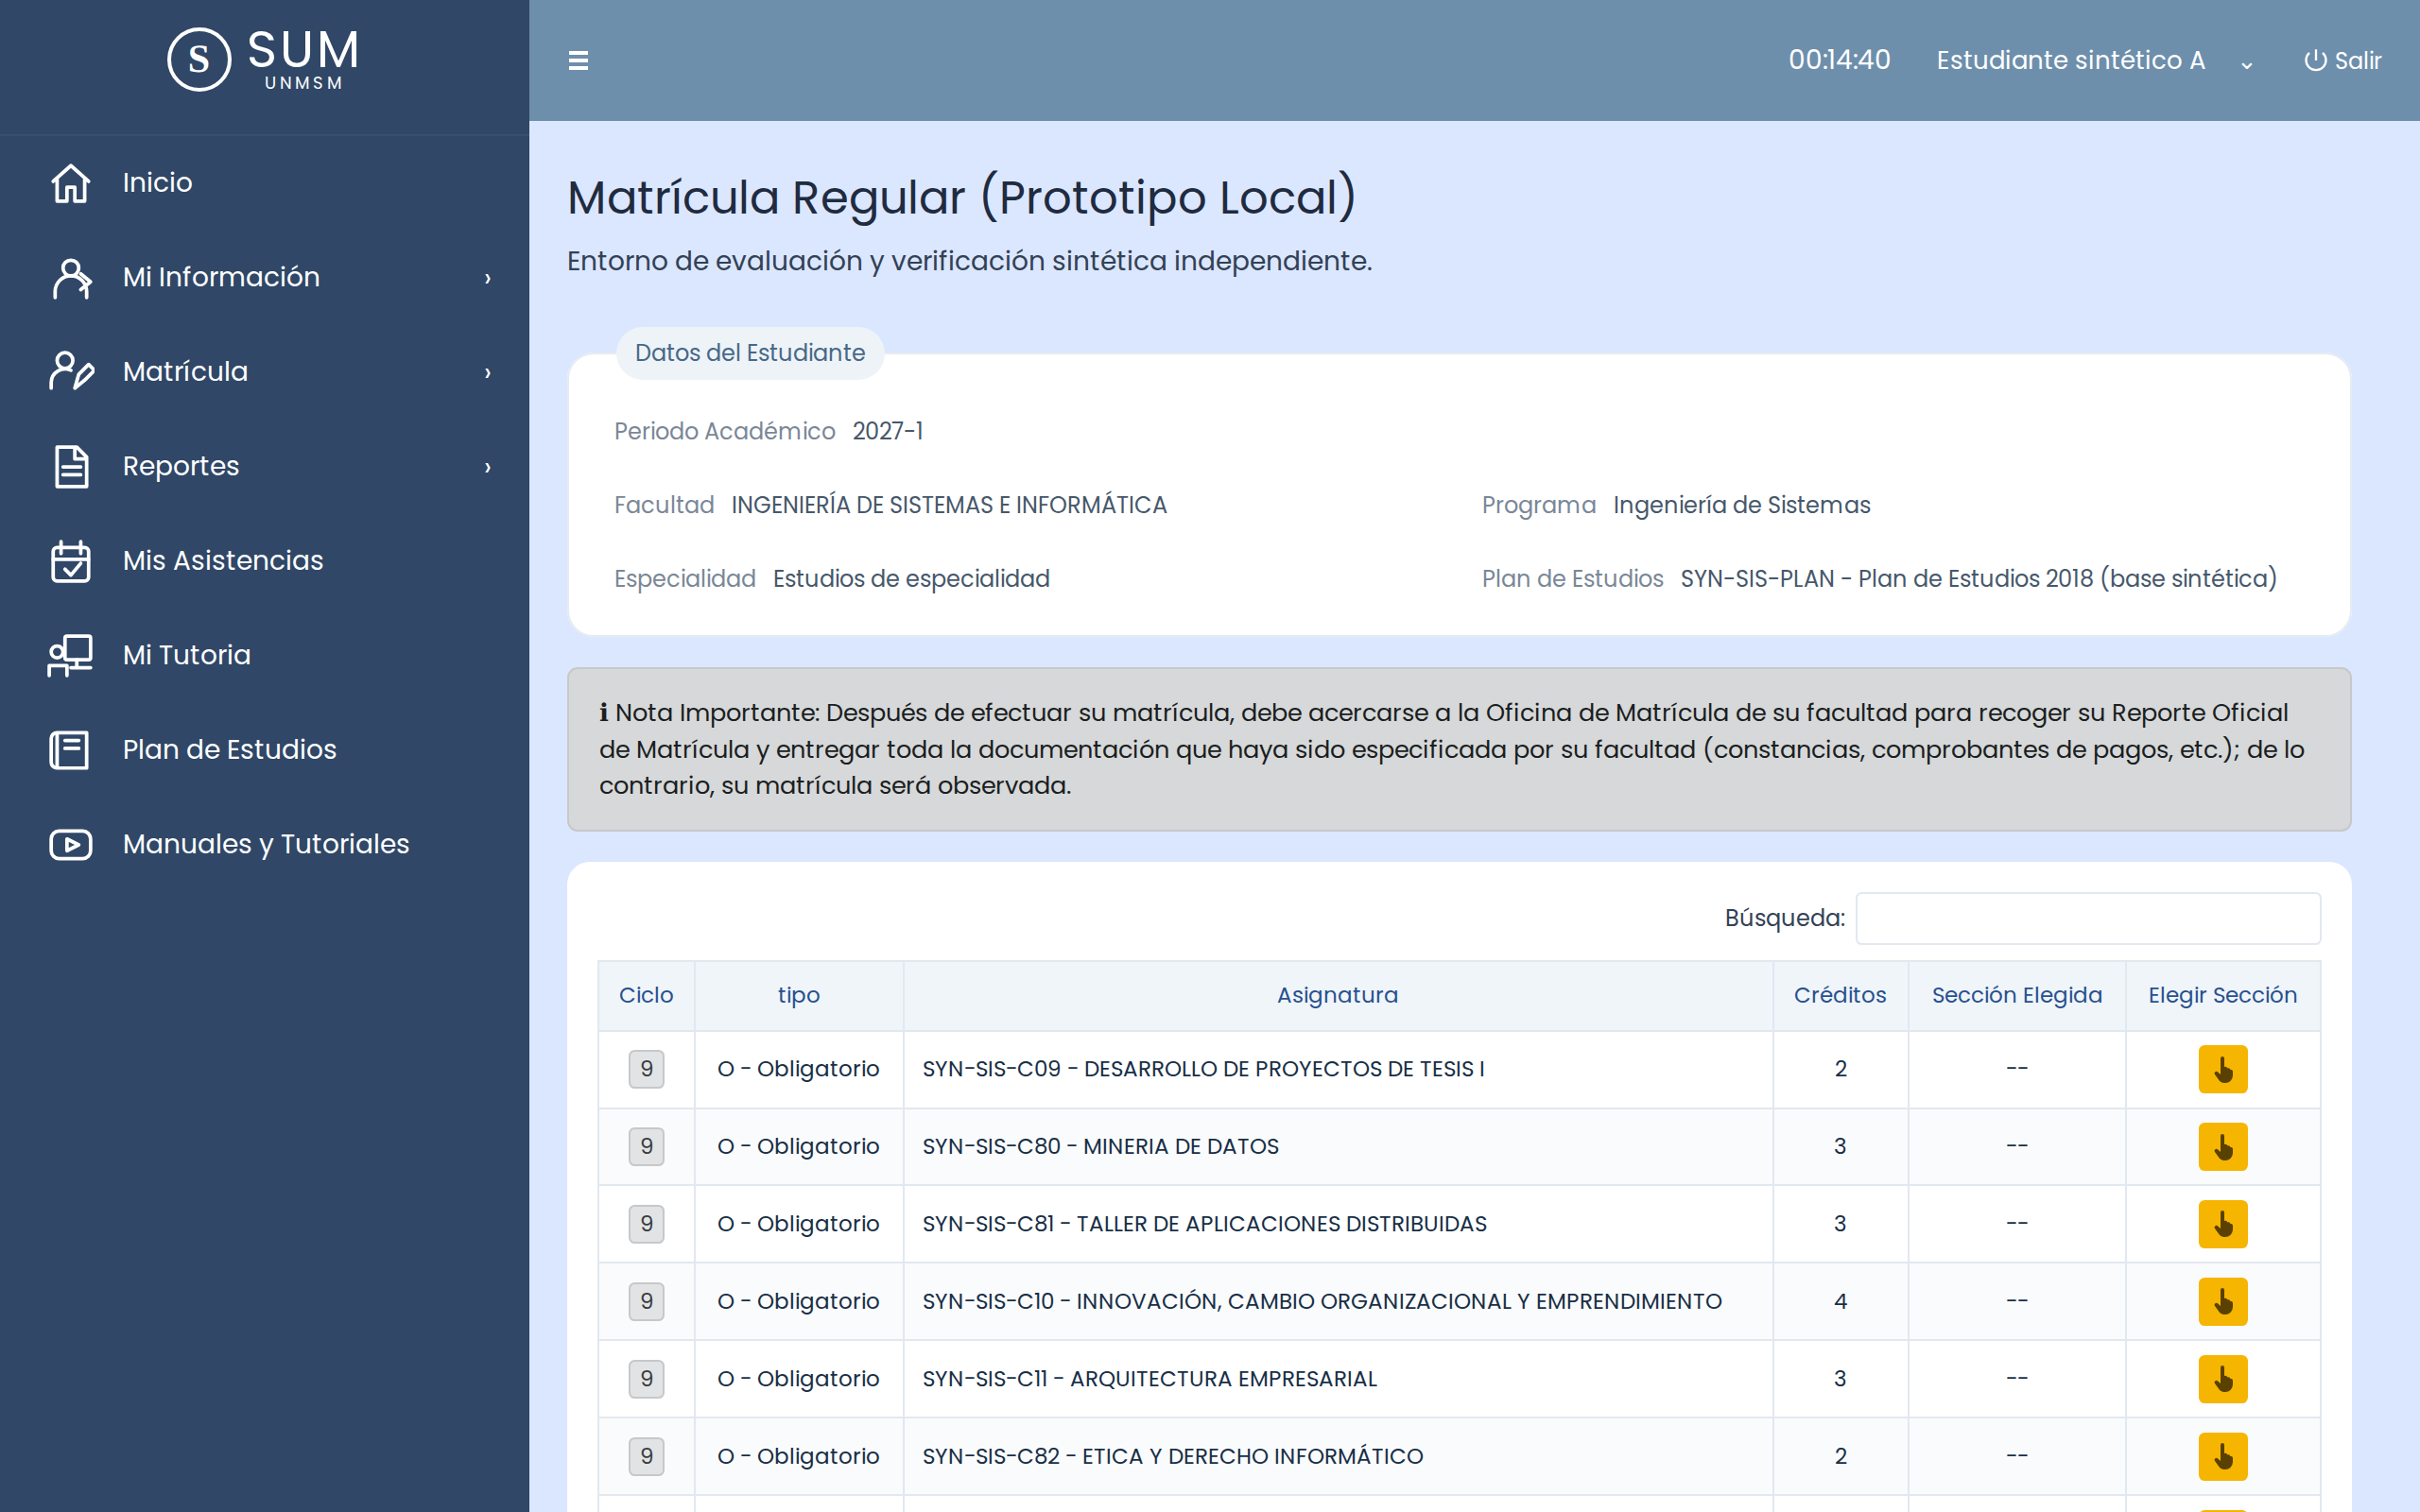 S SUM
UNMSM
00:14:40 Estudiante sintético A Salir
Inicio
Mi Información
Matrícula
Reportes
Mis Asistencias
Mi Tutoria
Plan de Estudios
Manuales y Tutoriales
Matrícula Regular (Prototipo Local)
Entorno de evaluación y verificación sintética independiente.
Datos del Estudiante
Periodo Académico 2027-1
Facultad INGENIERÍA DE SISTEMAS E INFORMÁTICA Programa Ingeniería de Sistemas
Especialidad Estudios de especialidad Plan de Estudios SYN-SIS-PLAN - Plan de Estudios 2018 (base sintética)
ℹ Nota Importante: Después de efectuar su matrícula, debe acercarse a la Oficina de Matrícula de su facultad para recoger su Reporte Oficial
de Matrícula y entregar toda la documentación que haya sido especificada por su facultad (constancias, comprobantes de pagos, etc.); de lo
contrario, su matrícula será observada.
Búsqueda:
Ciclo tipo Asignatura Créditos Sección Elegida Elegir Sección
9 O - Obligatorio SYN-SIS-C09 - DESARROLLO DE PROYECTOS DE TESIS I 2 --
9 O - Obligatorio SYN-SIS-C80 - MINERIA DE DATOS 3 --
9 O - Obligatorio SYN-SIS-C81 - TALLER DE APLICACIONES DISTRIBUIDAS 3 --
9 O - Obligatorio SYN-SIS-C10 - INNOVACIÓN, CAMBIO ORGANIZACIONAL Y EMPRENDIMIENTO 4 --
9 O - Obligatorio SYN-SIS-C11 - ARQUITECTURA EMPRESARIAL 3 --
9 O - Obligatorio SYN-SIS-C82 - ETICA Y DERECHO INFORMÁTICO 2 --